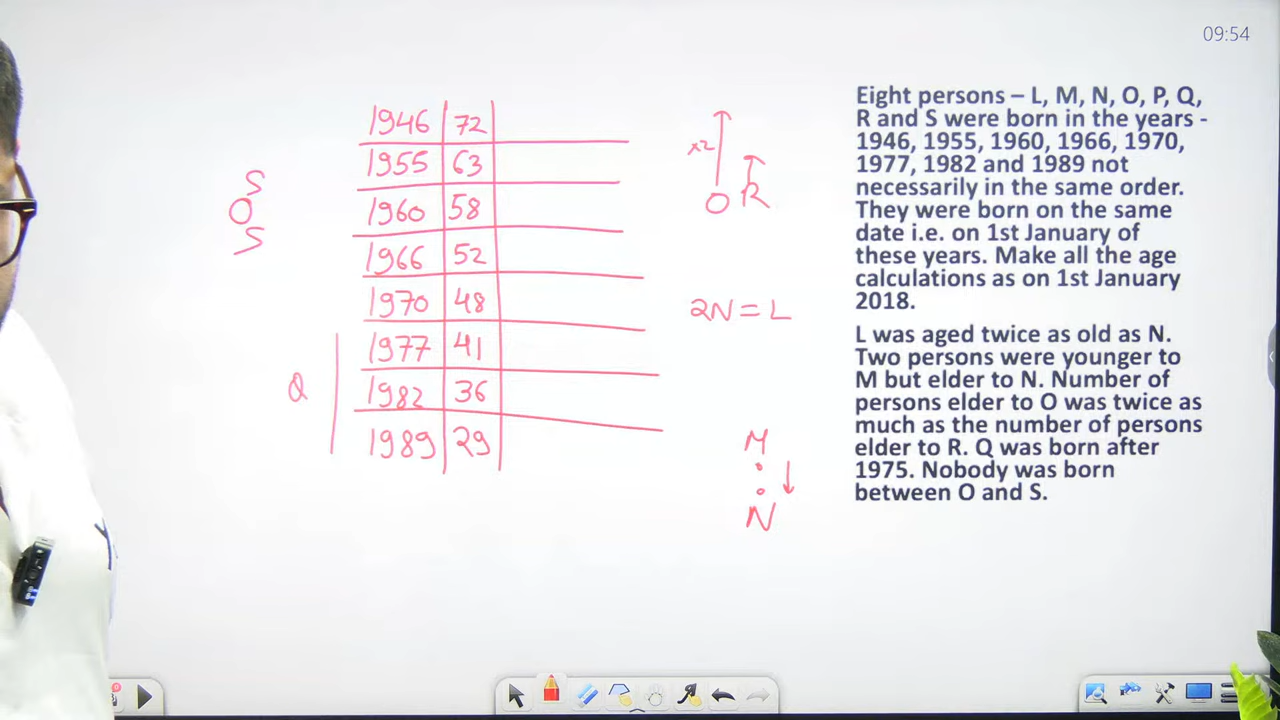 09:54
1946 72
1955 63
1960 58
1966 52
1970 48
1977 41
1982 36
1989 29
S
O
S
Q
x2
O R
2N = L
M
N
Eight persons – L, M, N, O, P, Q,
R and S were born in the years -
1946, 1955, 1960, 1966, 1970,
1977, 1982 and 1989 not
necessarily in the same order.
They were born on the same
date i.e. on 1st January of
these years. Make all the age
calculations as on 1st January
2018.
L was aged twice as old as N.
Two persons were younger to
M but elder to N. Number of
persons elder to O was twice as
much as the number of persons
elder to R. Q was born after
1975. Nobody was born
between O and S.